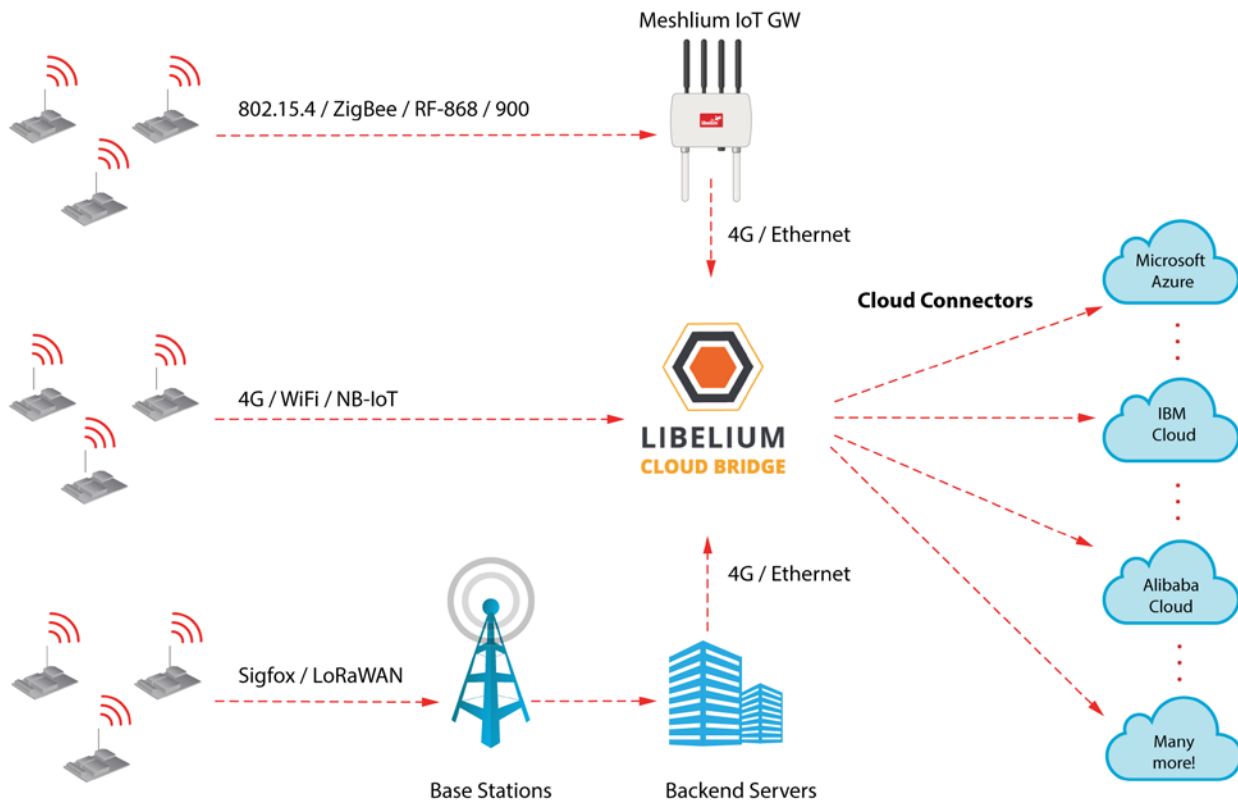 Meshlium IoT GW
802.15.4 / ZigBee / RF-868 / 900
4G / Ethernet
Cloud Connectors
Microsoft
Azure
4G / WiFi / NB-IoT
LIBELIUM
CLOUD BRIDGE
IBM
Cloud
4G / Ethernet
Alibaba
Cloud
Sigfox / LoRaWAN
Many
more!
Base Stations
Backend Servers